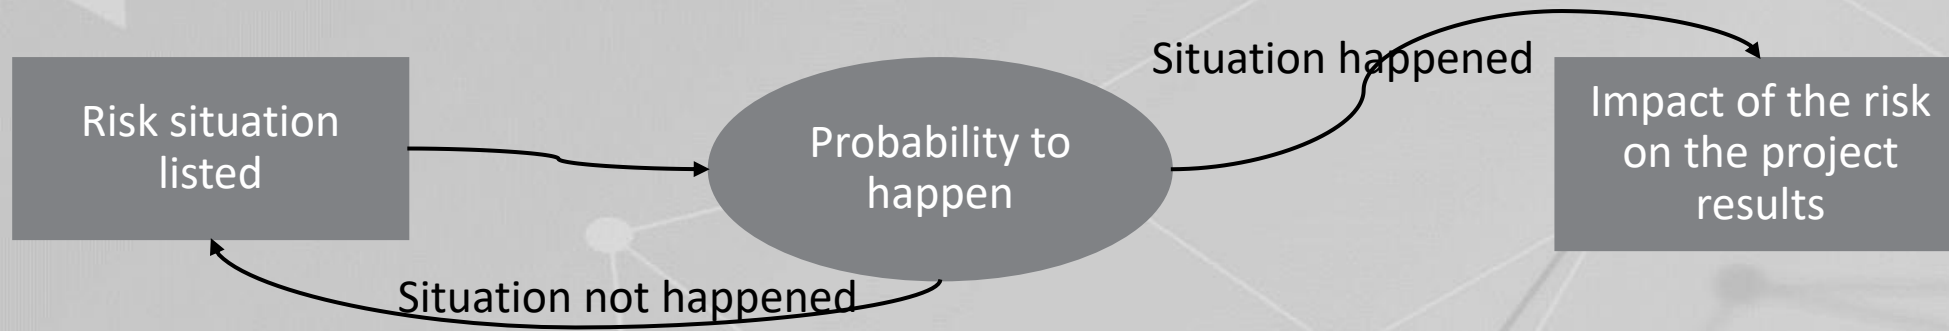 Risk situation
listed
Probability to
happen
Situation happened
Impact of the risk
on the project
results
Situation not happened